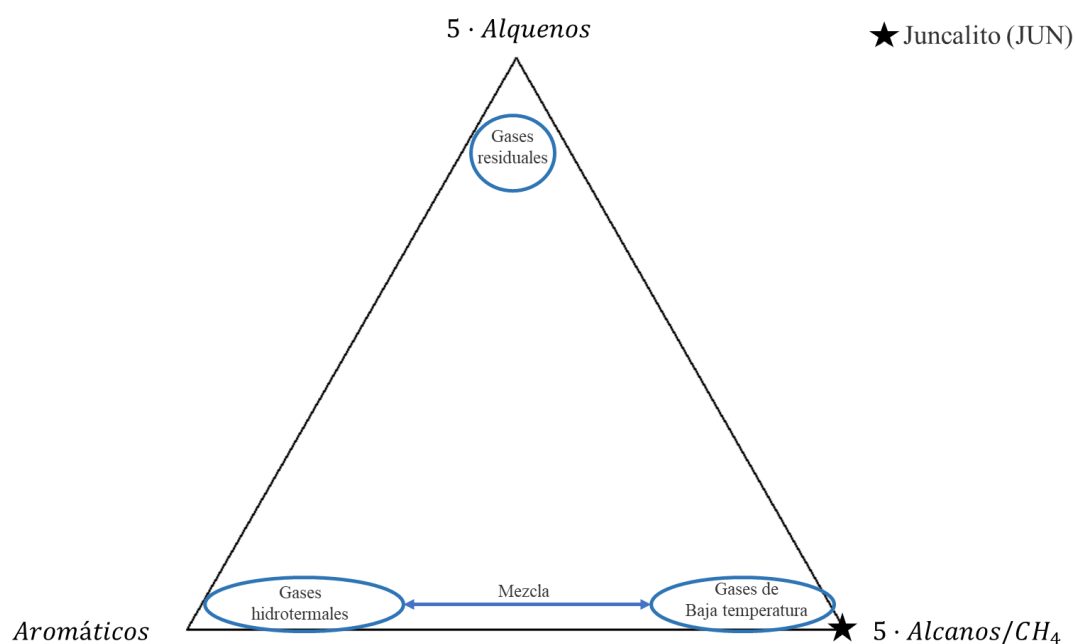 5 · Alquenos
★ Juncalito (JUN)
Gases
residuales
Gases
hidrotermales
Mezcla
Gases de
Baja temperatura
Aromáticos
5 · Alcanos/CH₄